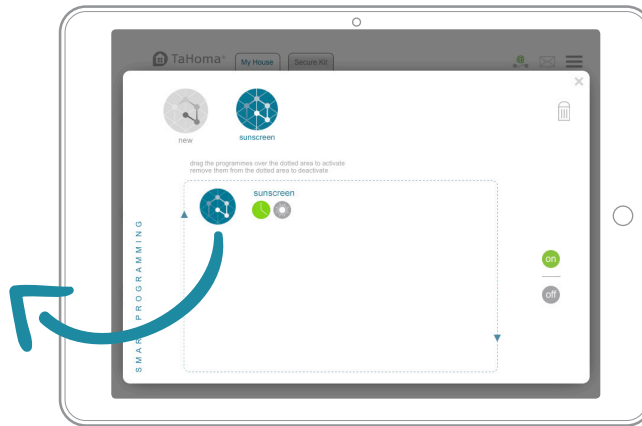 TaHoma
My House
Secure Kit
new
sunscreen
drag the programmes over the dotted area to activate
remove them from the dotted area to deactivate
sunscreen
SMART PROGRAMMING
on
off